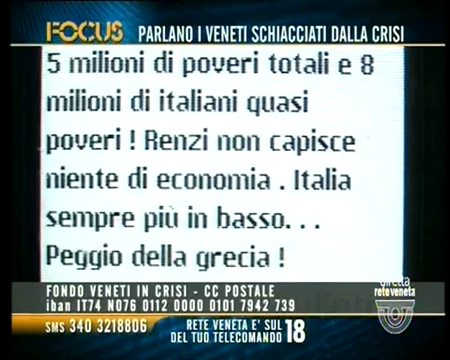 FOCUS PARLANO I VENETI SCHIACCIATI DALLA CRISI
5 milioni di poveri totali e 8
milioni di italiani quasi
poveri ! Renzi non capisce
niente di economia . Italia
sempre più in basso. . .
Peggio della grecia !
FONDO VENETI IN CRISI - CC POSTALE
iban IT74 N076 0112 0000 0101 7942 739
diretta
reteveneta
SMS 340 3218806
RETE VENETA E' SUL
DEL TUO TELECOMANDO 18